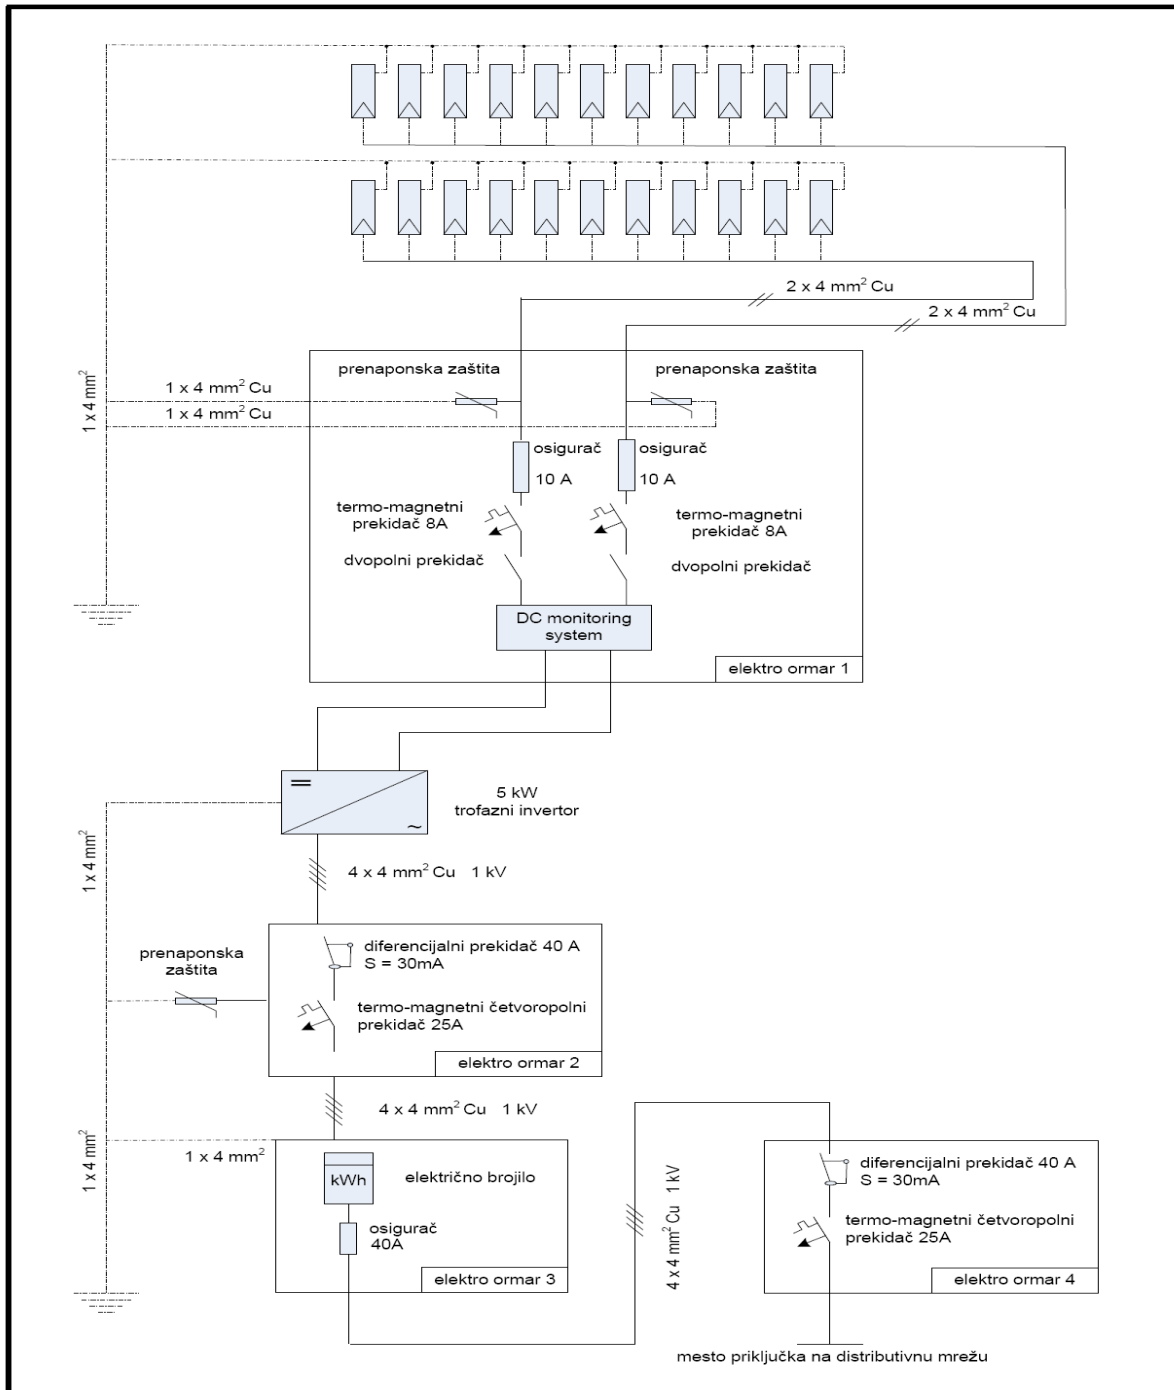 2 x 4 mm² Cu
2 x 4 mm² Cu
prenaponska zaštita
prenaponska zaštita
1 x 4 mm²
1 x 4 mm² Cu
1 x 4 mm² Cu
osigurač
10 A
osigurač
10 A
termo-magnetni
prekidač 8A
termo-magnetni
prekidač 8A
dvopolni prekidač
dvopolni prekidač
DC monitoring
system
elektro ormar 1
5 kW
trofazni invertor
1 x 4 mm²
4 x 4 mm² Cu 1 kV
prenaponska
zaštita
diferencijalni prekidač 40 A
S = 30mA
termo-magnetni četvoropolni
prekidač 25A
elektro ormar 2
4 x 4 mm² Cu 1 kV
1 x 4 mm²
1 x 4 mm²
kWh
električno brojilo
osigurač
40A
elektro ormar 3
4 x 4 mm² Cu 1 kV
diferencijalni prekidač 40 A
S = 30mA
termo-magnetni četvoropolni
prekidač 25A
elektro ormar 4
mesto priključka na distributivnu mrežu